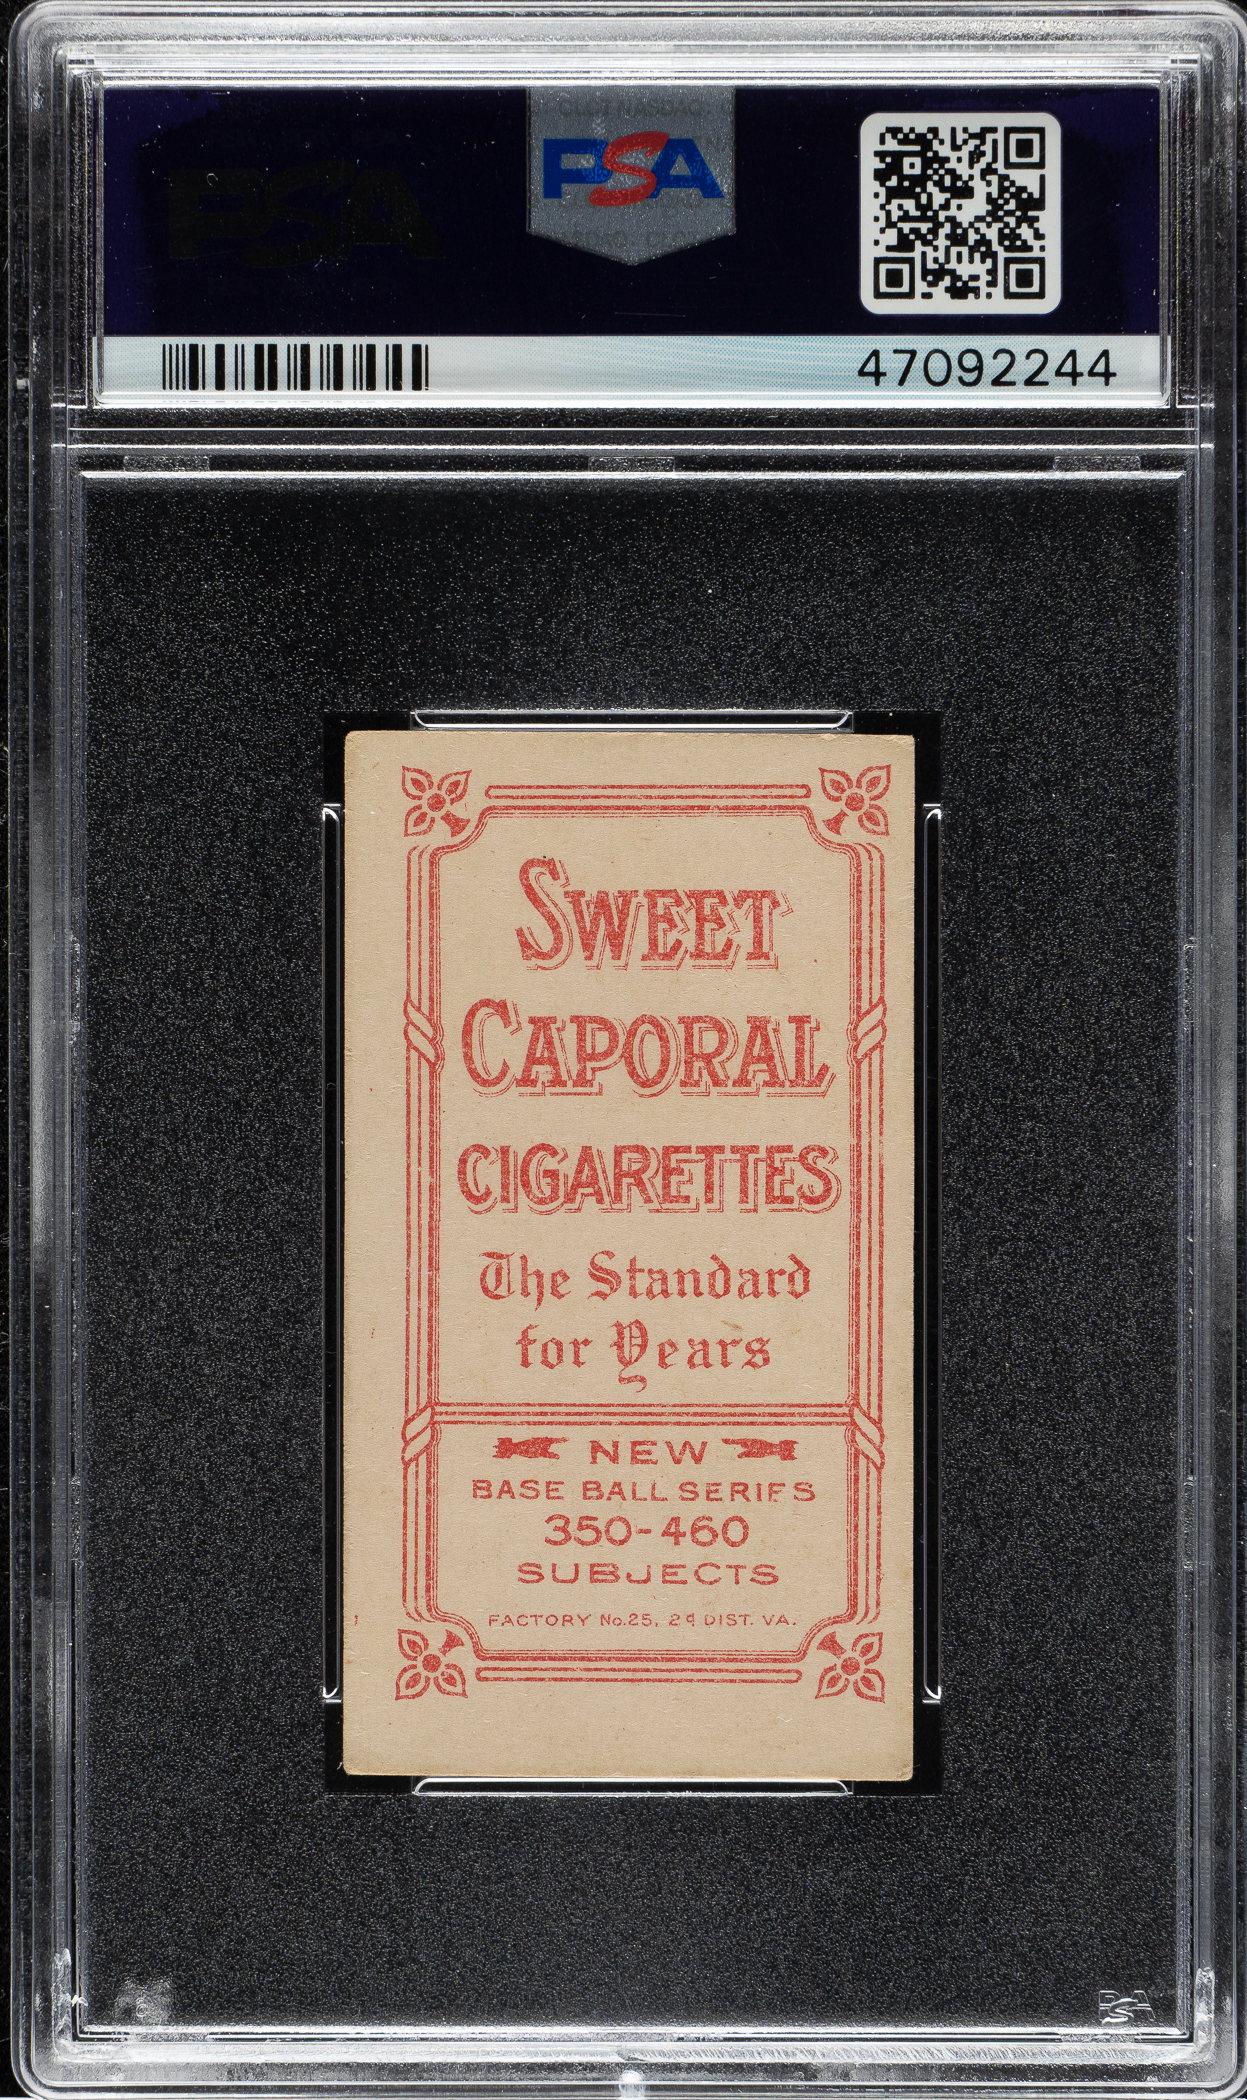 PSA
47092244
SWEET
CAPORAL
CIGARETTES
The Standard
for Years
NEW
BASE BALL SERIES
350-460
SUBJECTS
FACTORY No. 25, 2d DIST. VA.
PSA